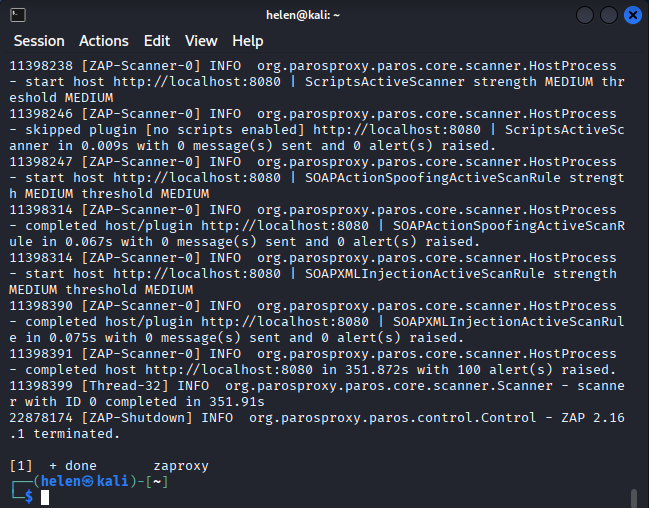 helen@kali: ~
Session Actions Edit View Help
11398238 [ZAP-Scanner-0] INFO  org.parosproxy.paros.core.scanner.HostProcess
- start host http://localhost:8080 | ScriptsActiveScanner strength MEDIUM thr
eshold MEDIUM
11398246 [ZAP-Scanner-0] INFO  org.parosproxy.paros.core.scanner.HostProcess
- skipped plugin [no scripts enabled] http://localhost:8080 | ScriptsActiveSc
anner in 0.009s with 0 message(s) sent and 0 alert(s) raised.
11398247 [ZAP-Scanner-0] INFO  org.parosproxy.paros.core.scanner.HostProcess
- start host http://localhost:8080 | SOAPActionSpoofingActiveScanRule strengt
h MEDIUM threshold MEDIUM
11398314 [ZAP-Scanner-0] INFO  org.parosproxy.paros.core.scanner.HostProcess
- completed host/plugin http://localhost:8080 | SOAPActionSpoofingActiveScanR
ule in 0.067s with 0 message(s) sent and 0 alert(s) raised.
11398314 [ZAP-Scanner-0] INFO  org.parosproxy.paros.core.scanner.HostProcess
- start host http://localhost:8080 | SOAPXMLInjectionActiveScanRule strength
MEDIUM threshold MEDIUM
11398390 [ZAP-Scanner-0] INFO  org.parosproxy.paros.core.scanner.HostProcess
- completed host/plugin http://localhost:8080 | SOAPXMLInjectionActiveScanRul
e in 0.075s with 0 message(s) sent and 0 alert(s) raised.
11398391 [ZAP-Scanner-0] INFO  org.parosproxy.paros.core.scanner.HostProcess
- completed host http://localhost:8080 in 351.872s with 100 alert(s) raised.
11398399 [Thread-32] INFO  org.parosproxy.paros.core.scanner.Scanner - scanne
r with ID 0 completed in 351.91s
22878174 [ZAP-Shutdown] INFO  org.parosproxy.paros.control.Control - ZAP 2.16
.1 terminated.
[1]  + done       zaproxy
┌──(helen㉿kali)-[~]
└─$